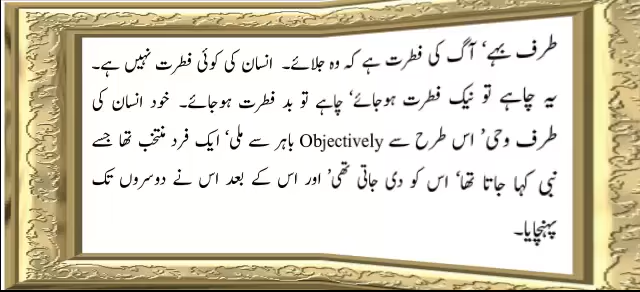 طرف بہے‘ آگ کی فطرت ہے کہ وہ جلائے۔ انسان کی کوئی فطرت نہیں ہے۔
یہ چاہے تو نیک فطرت ہوجائے‘ چاہے تو بد فطرت ہوجائے۔ خود انسان کی
طرف وحی’ اس طرح سے Objectively باہر سے ملی‘ ایک فرد منتخب تھا جسے
نبی کہا جاتا تھا‘ اس کو دی جاتی تھی’ اور اس کے بعد اس نے دوسروں تک
پہنچایا۔